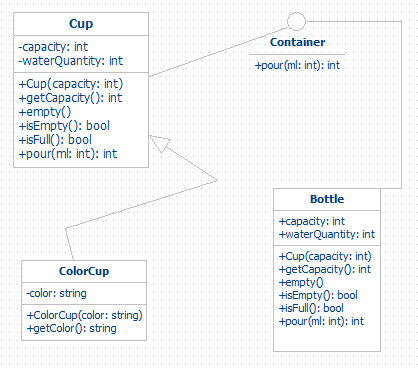 Cup
-capacity: int
-waterQuantity: int
+Cup(capacity: int)
+getCapacity(): int
+empty()
+isEmpty(): bool
+isFull(): bool
+pour(ml: int): int
Container
+pour(ml: int): int
Bottle
+capacity: int
+waterQuantity: int
+Cup(capacity: int)
+getCapacity(): int
+empty()
+isEmpty(): bool
+isFull(): bool
+pour(ml: int): int
ColorCup
-color: string
+ColorCup(color: string)
+getColor(): string